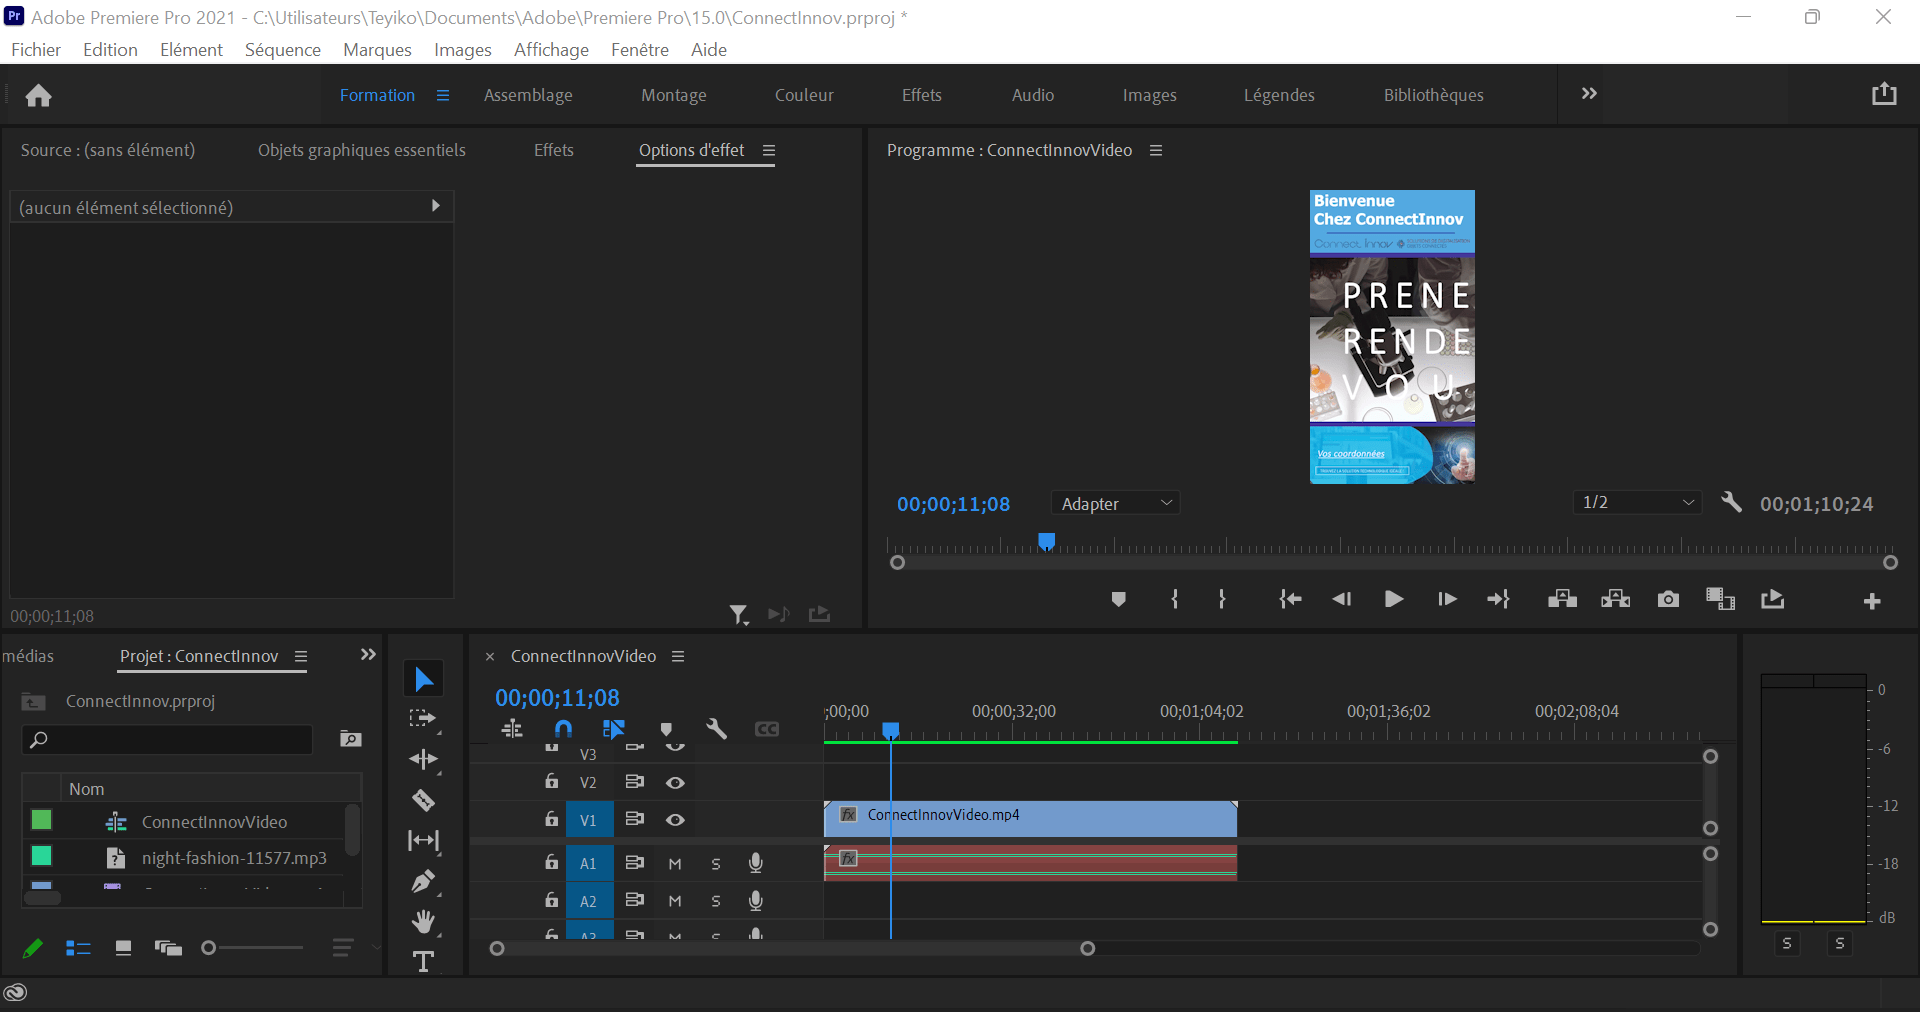 Adobe Premiere Pro 2021 - C:\Utilisateurs\Teyiko\Documents\Adobe\Premiere Pro\15.0\ConnectInnov.prproj *
Fichier Edition Elément Séquence Marques Images Affichage Fenêtre Aide
Formation Assemblage Montage Couleur Effets Audio Images Légendes Bibliothèques
Source : (sans élément) Objets graphiques essentiels Effets Options d'effet
Programme : ConnectInnovVideo
(aucun élément sélectionné)
Bienvenue
Chez ConnectInnov
Connect Innov
PRENE
RENDE
VOU
Vos coordonnées
00;00;11;08 Adapter 1/2 00;01;10;24
00;00;11;08
médias Projet : ConnectInnov
ConnectInnov.prproj
Nom
ConnectInnovVideo
night-fashion-11577.mp3
ConnectInnovVideo
00;00;11;08
;00;00 00;00;32;00 00;01;04;02 00;01;36;02 00;02;08;04
V3
V2
V1 fx ConnectInnovVideo.mp4
A1 M S fx
A2 M S
A3 M S
0
-6
-12
-18
dB
S S